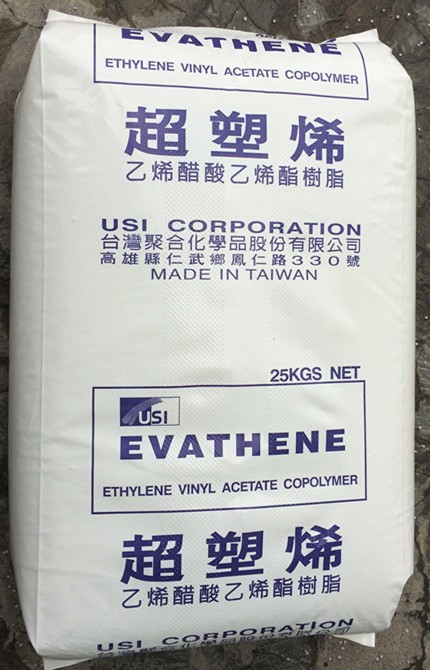 EVATHENE
ETHYLENE VINYL ACETATE COPOLYMER
超塑烯
乙烯醋酸乙烯酯樹脂
USI CORPORATION
台灣聚合化學品股份有限公司
高雄縣仁武鄉鳳仁路330號
MADE IN TAIWAN
25KGS NET
USI
EVATHENE
ETHYLENE VINYL ACETATE COPOLYMER
超塑烯
乙烯醋酸乙烯酯樹脂
USI CORPORATION